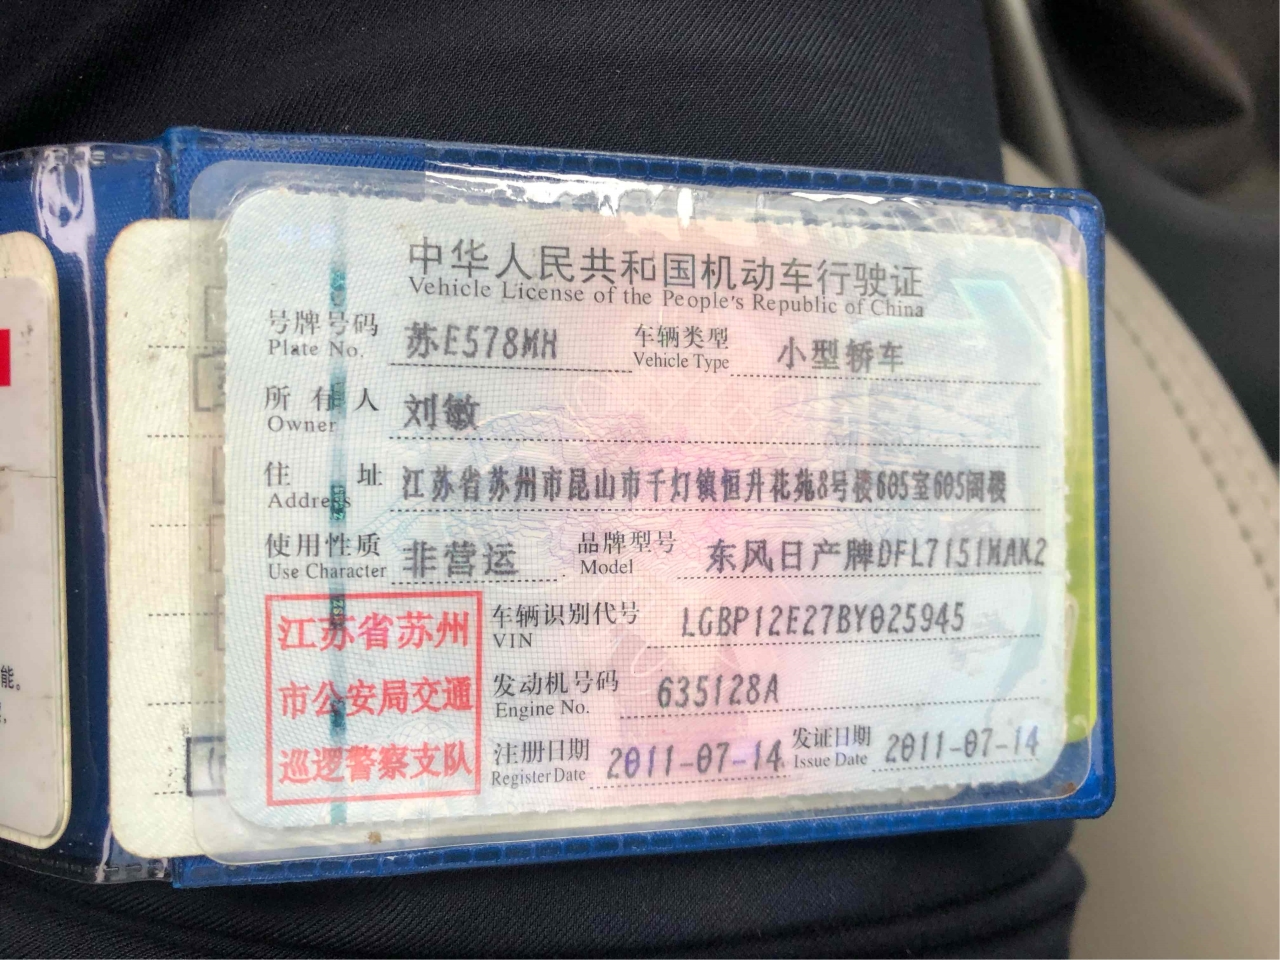 中华人民共和国机动车行驶证
Vehicle License of the People's Republic of China
号牌号码 苏E578MH 车辆类型 小型轿车
Plate No. Vehicle Type
所有人 刘敏
Owner
住址 江苏省苏州市昆山市千灯镇恒升花苑8号楼605室605阁楼
Address
使用性质 非营运 品牌型号 东风日产牌DFL7151MAK2
Use Character Model
江苏省苏州 车辆识别代号 LGBP12E27BY025945
VIN
市公安局交通 发动机号码 635128A
Engine No.
巡逻警察支队 注册日期 2011-07-14 发证日期 2011-07-14
Register Date Issue Date
能。